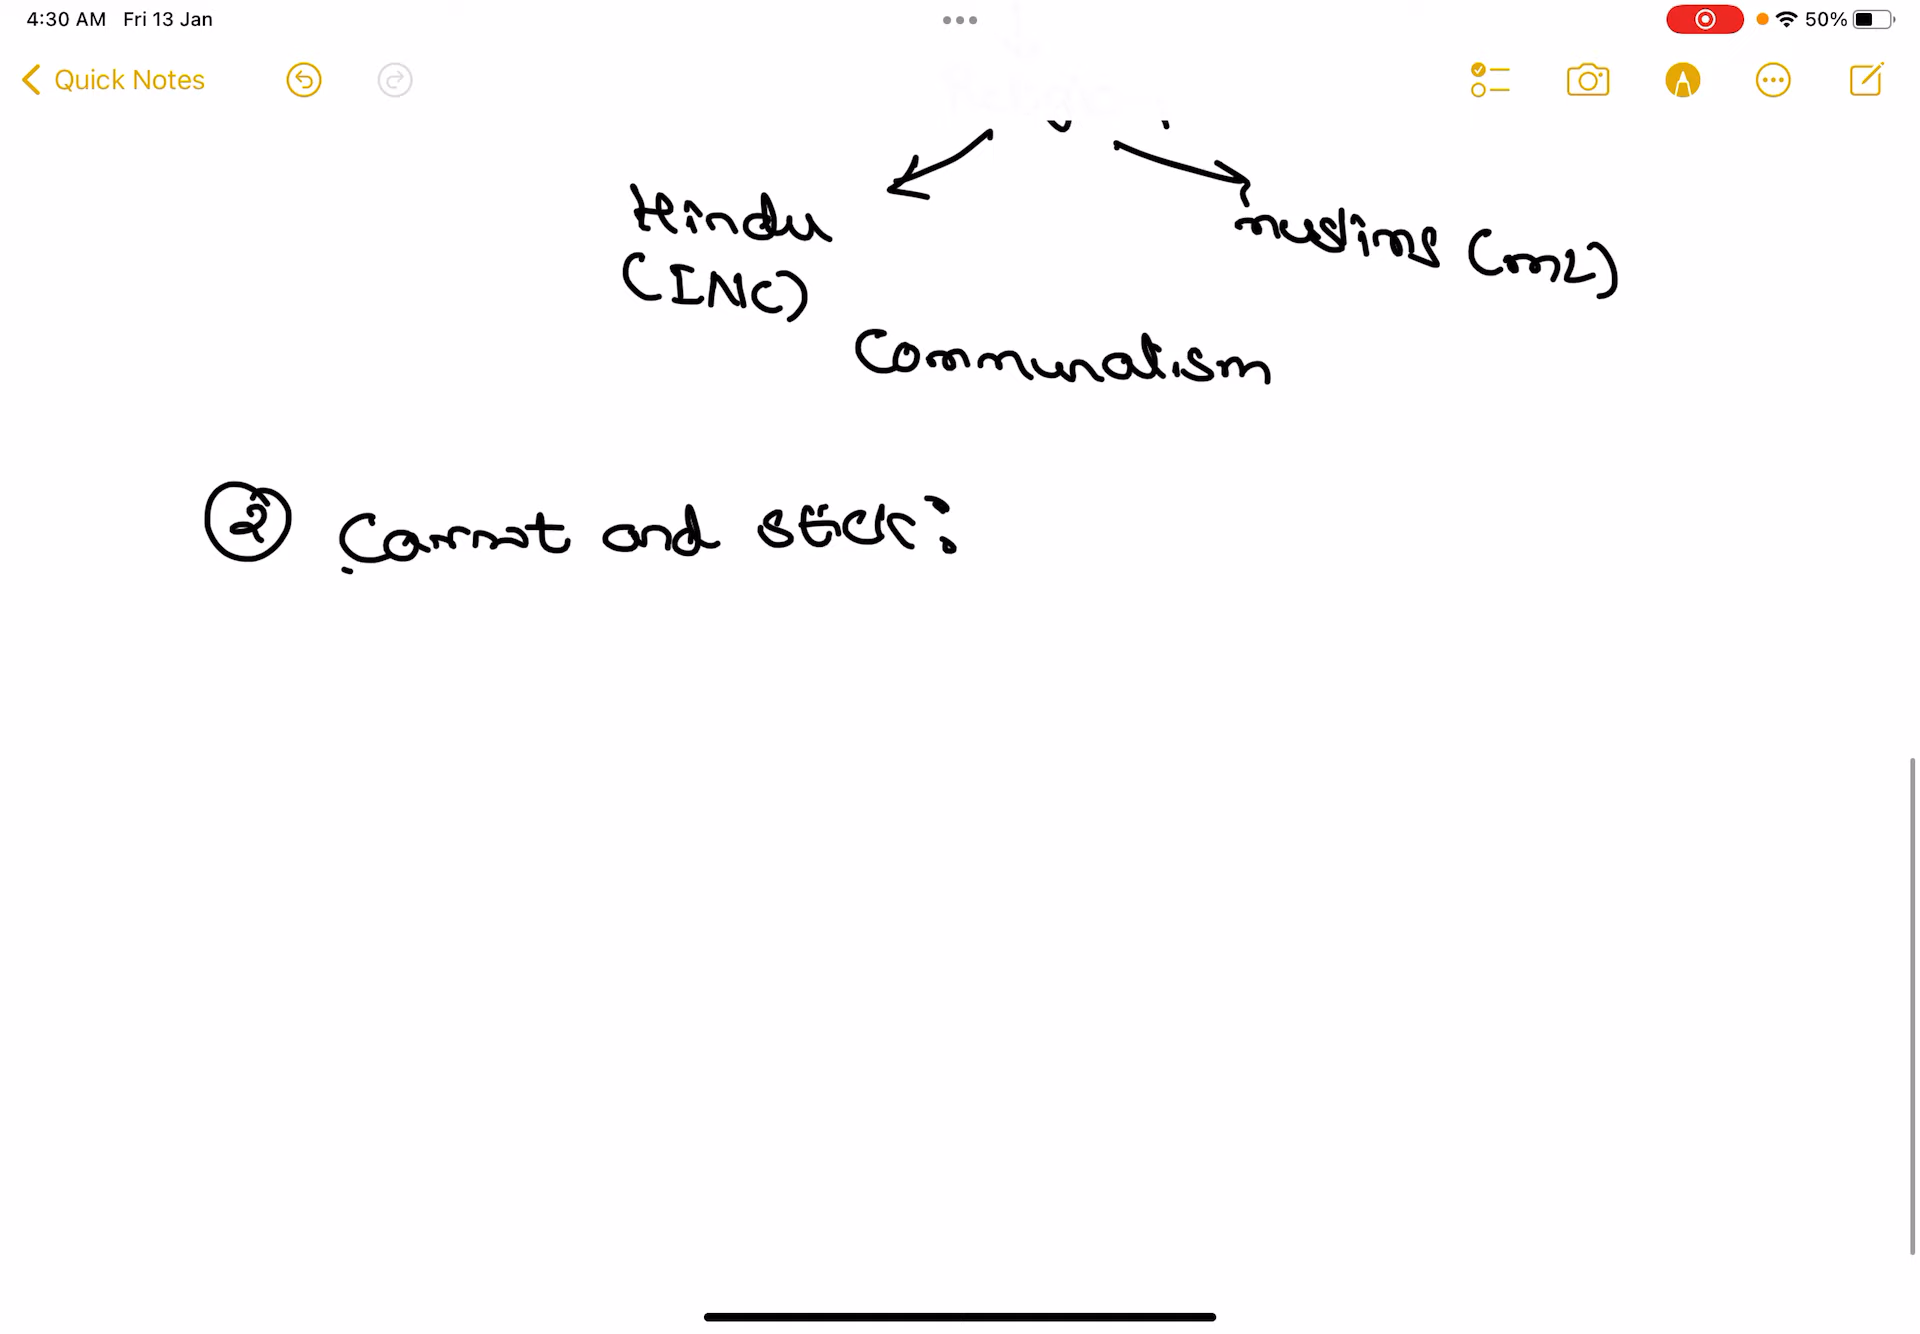 4:30 AM Fri 13 Jan
50%
Quick Notes
Hindu
muslims (ML)
(INC)
Communalism
② Carrot and stick: